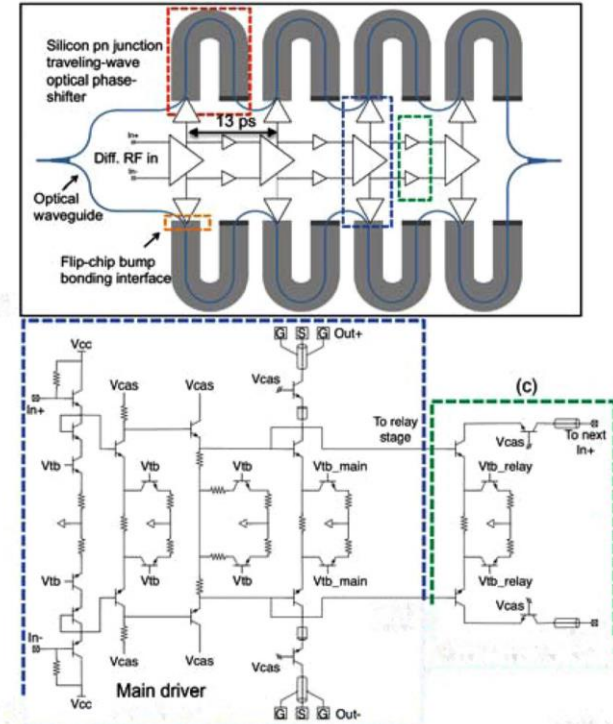 Silicon pn junction
traveling-wave
optical phase-
shifter
13 ps
In+
Diff. RF in
In-
Optical
waveguide
Flip-chip bump
bonding interface
Vcc
In+
Vtb
Vtb
In-
Vcc
Vcas
Vcas
Vtb
Vtb
Vtb
Vtb
Vcas
Vcas
Main driver
G S G Out+
Vcas
Vtb_main
Vtb_main
Vcas
G S G Out-
To relay
stage
(c)
Vcas
To next
In+
Vtb_relay
Vtb_relay
Vcas